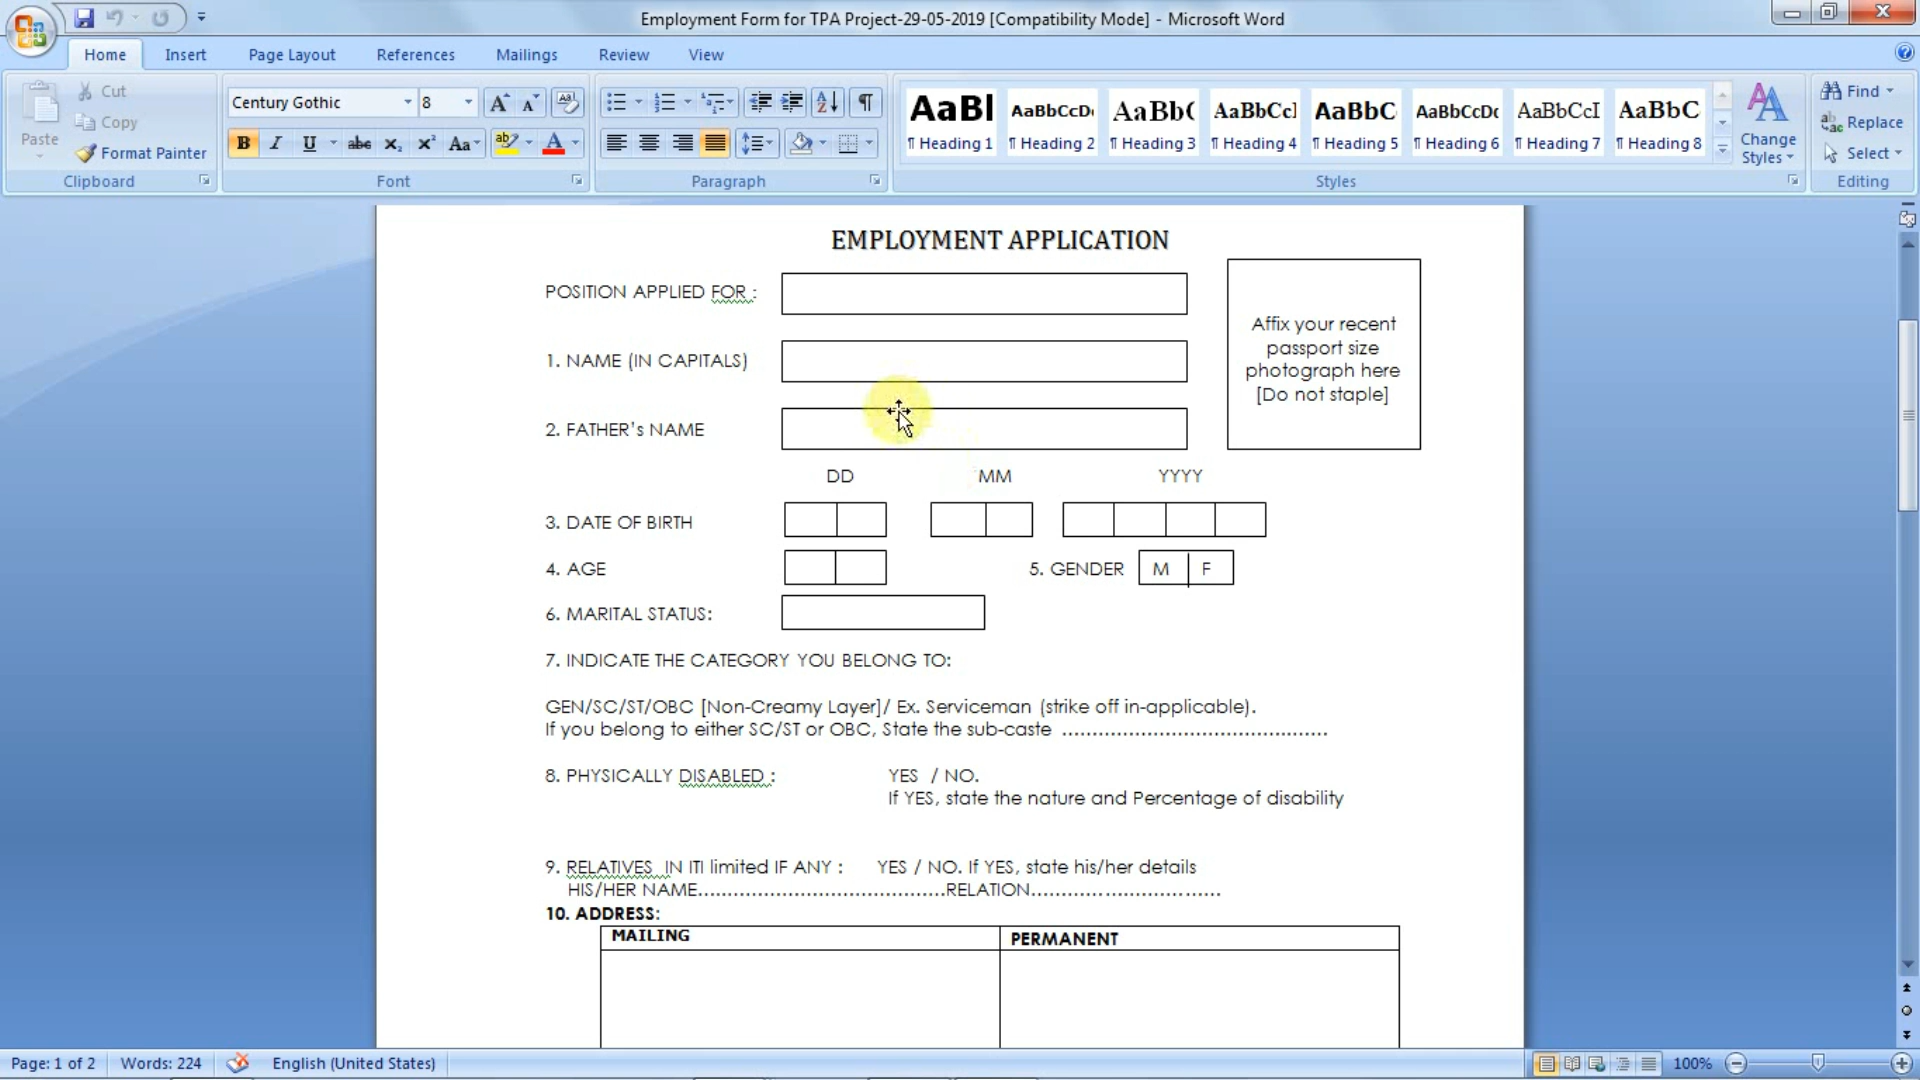 Employment Form for TPA Project-29-05-2019 [Compatibility Mode] - Microsoft Word
Home Insert Page Layout References Mailings Review View
Paste
Cut
Copy
Format Painter
Clipboard
Century Gothic 8
B I U abc X₂ X² Aa ab A
Font
Paragraph
AaBl AaBbCcDı AaBb( AaBbCcl AaBbC AaBbCcDc AaBbCcI AaBbC
¶ Heading 1 ¶ Heading 2 ¶ Heading 3 ¶ Heading 4 ¶ Heading 5 ¶ Heading 6 ¶ Heading 7 ¶ Heading 8
Change
Styles
Styles
Find
Replace
Select
Editing
EMPLOYMENT APPLICATION
POSITION APPLIED FOR :
Affix your recent
passport size
photograph here
[Do not staple]
1. NAME (IN CAPITALS)
2. FATHER's NAME
DD MM YYYY
3. DATE OF BIRTH
4. AGE 5. GENDER M F
6. MARITAL STATUS:
7. INDICATE THE CATEGORY YOU BELONG TO:
GEN/SC/ST/OBC [Non-Creamy Layer]/ Ex. Serviceman (strike off in-applicable).
If you belong to either SC/ST or OBC, State the sub-caste ............................................
8. PHYSICALLY DISABLED : YES / NO.
If YES, state the nature and Percentage of disability
9. RELATIVES IN ITI limited IF ANY : YES / NO. If YES, state his/her details
HIS/HER NAME.........................................RELATION................................
10. ADDRESS:
MAILING PERMANENT
Page: 1 of 2 Words: 224 English (United States) 100%